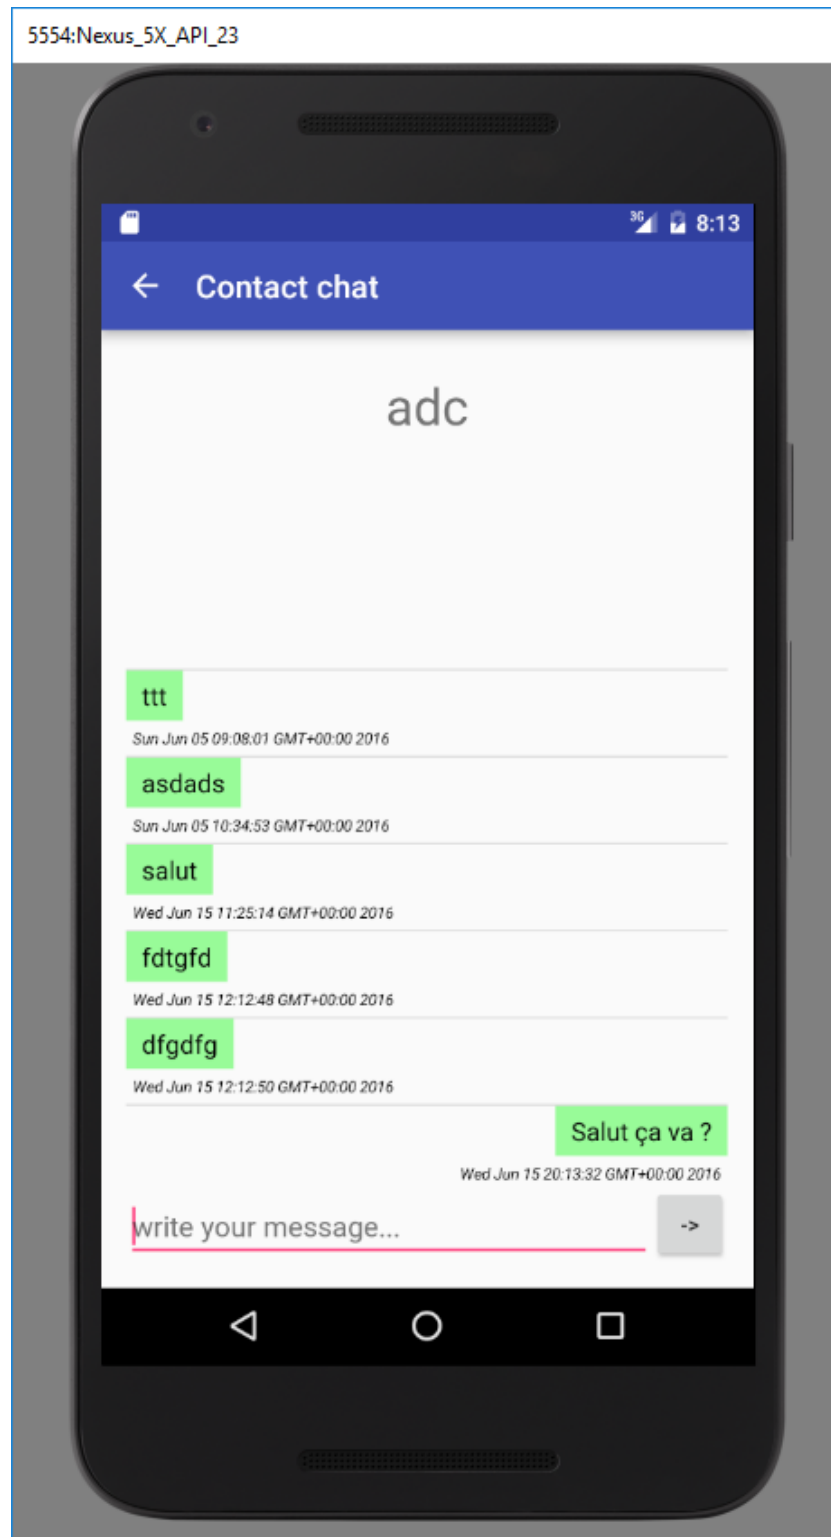 5554:Nexus_5X_API_23
3G 8:13
Contact chat
adc
ttt
Sun Jun 05 09:08:01 GMT+00:00 2016
asdads
Sun Jun 05 10:34:53 GMT+00:00 2016
salut
Wed Jun 15 11:25:14 GMT+00:00 2016
fdtgfd
Wed Jun 15 12:12:48 GMT+00:00 2016
dfgdfg
Wed Jun 15 12:12:50 GMT+00:00 2016
Salut ça va ?
Wed Jun 15 20:13:32 GMT+00:00 2016
write your message...
->